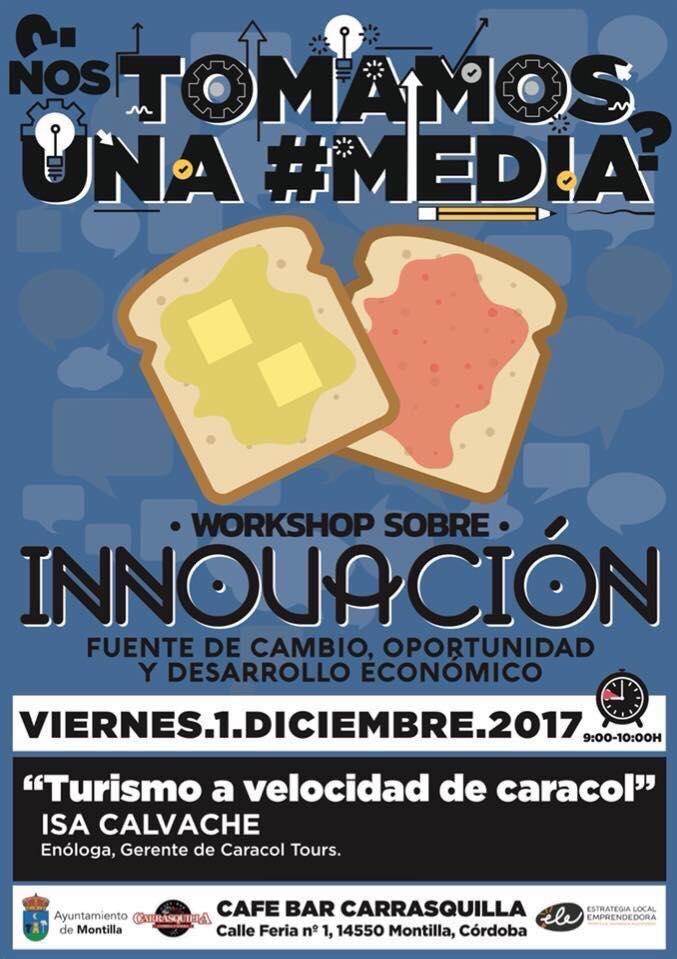 ¿NOS TOMAMOS
UNA #MEDIA?
• WORKSHOP SOBRE •
INNOVACIÓN
FUENTE DE CAMBIO, OPORTUNIDAD
Y DESARROLLO ECONÓMICO
VIERNES.1.DICIEMBRE.2017
9:00-10:00H
“Turismo a velocidad de caracol”
ISA CALVACHE
Enóloga, Gerente de Caracol Tours.
Ayuntamiento
de Montilla
CARRASQUILLA
CAFE BAR CARRASQUILLA
Calle Feria nº 1, 14550 Montilla, Córdoba
ele
ESTRATEGIA LOCAL
EMPRENDEDORA